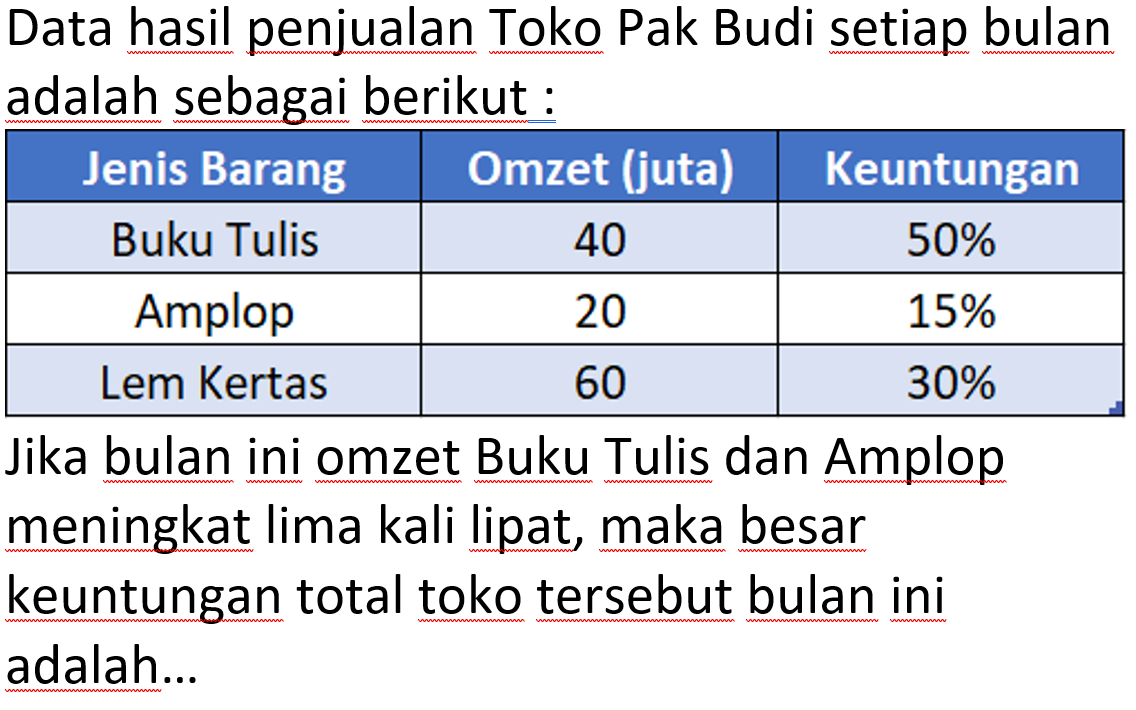 Data hasil penjualan Toko Pak Budi setiap bulan
adalah sebagai berikut :
Jenis Barang Omzet (juta) Keuntungan
Buku Tulis 40 50%
Amplop 20 15%
Lem Kertas 60 30%
Jika bulan ini omzet Buku Tulis dan Amplop
meningkat lima kali lipat, maka besar
keuntungan total toko tersebut bulan ini
adalah...